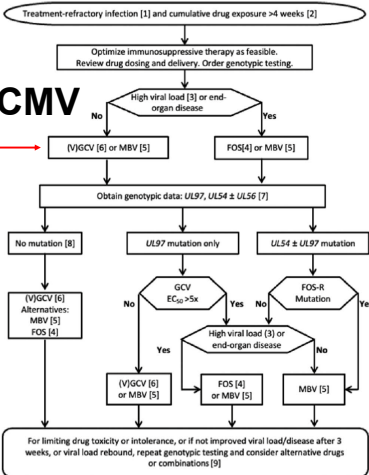 Treatment-refractory infection [1] and cumulative drug exposure >4 weeks [2]
Optimize immunosuppressive therapy as feasible.
Review drug dosing and delivery. Order genotypic testing.
CMV
High viral load [3] or end-
organ disease
No
Yes
(V)GCV [6] or MBV [5]
FOS[4] or MBV [5]
Obtain genotypic data: UL97, UL54 ± UL56 [7]
No mutation [8]
UL97 mutation only
UL54 ± UL97 mutation
(V)GCV [6]
Alternatives:
MBV [5]
FOS [4]
GCV
EC50 >5x
FOS-R
Mutation
No
Yes
No
Yes
High viral load (3) or
end-organ disease
Yes
No
(V)GCV [6]
or MBV [5]
FOS [4]
or MBV [5]
MBV [5]
For limiting drug toxicity or intolerance, or if not improved viral load/disease after 3
weeks, or viral load rebound, repeat genotypic testing and consider alternative drugs
or combinations [9]